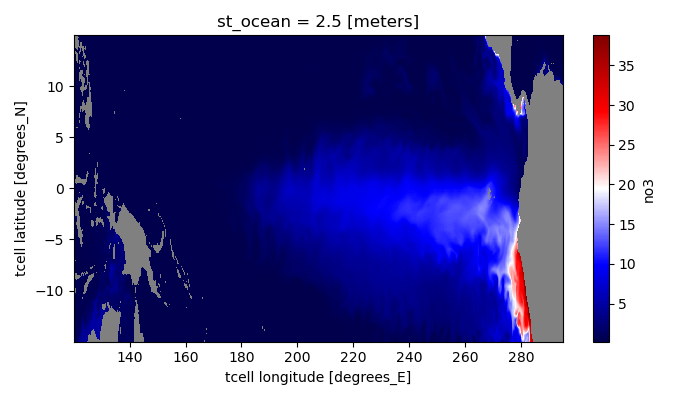 st_ocean = 2.5 [meters]
tcell latitude [degrees_N]
10
5
0
−5
−10
140 160 180 200 220 240 260 280
tcell longitude [degrees_E]
35
30
25
20
15
10
5
no3